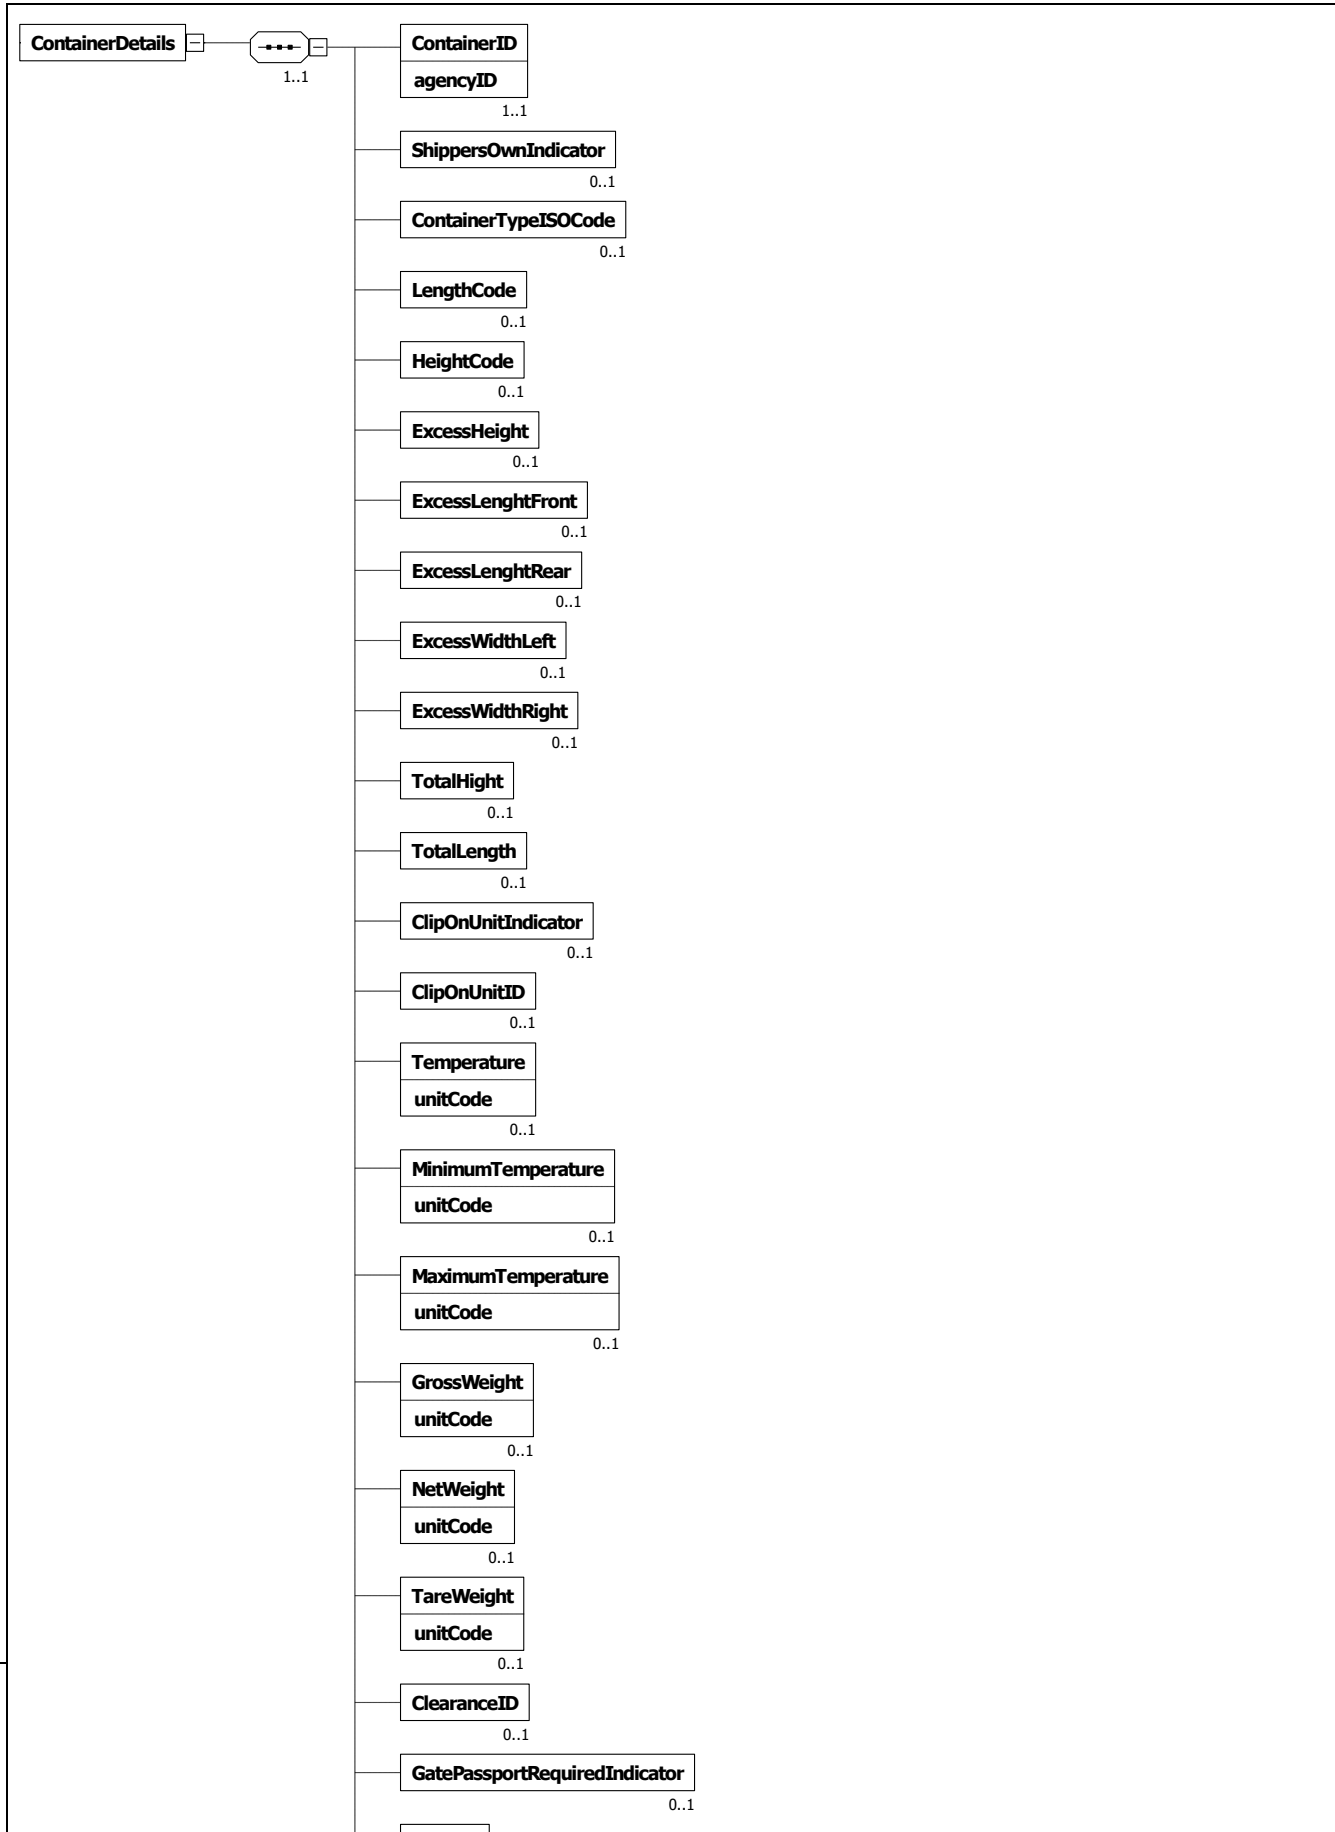 ContainerDetails
1..1
ContainerID
agencyID
1..1
ShippersOwnIndicator
0..1
ContainerTypeISOCode
0..1
LengthCode
0..1
HeightCode
0..1
ExcessHeight
0..1
ExcessLenghtFront
0..1
ExcessLenghtRear
0..1
ExcessWidthLeft
0..1
ExcessWidthRight
0..1
TotalHight
0..1
TotalLength
0..1
ClipOnUnitIndicator
0..1
ClipOnUnitID
0..1
Temperature
unitCode
0..1
MinimumTemperature
unitCode
0..1
MaximumTemperature
unitCode
0..1
GrossWeight
unitCode
0..1
NetWeight
unitCode
0..1
TareWeight
unitCode
0..1
ClearanceID
0..1
GatePassportRequiredIndicator
0..1